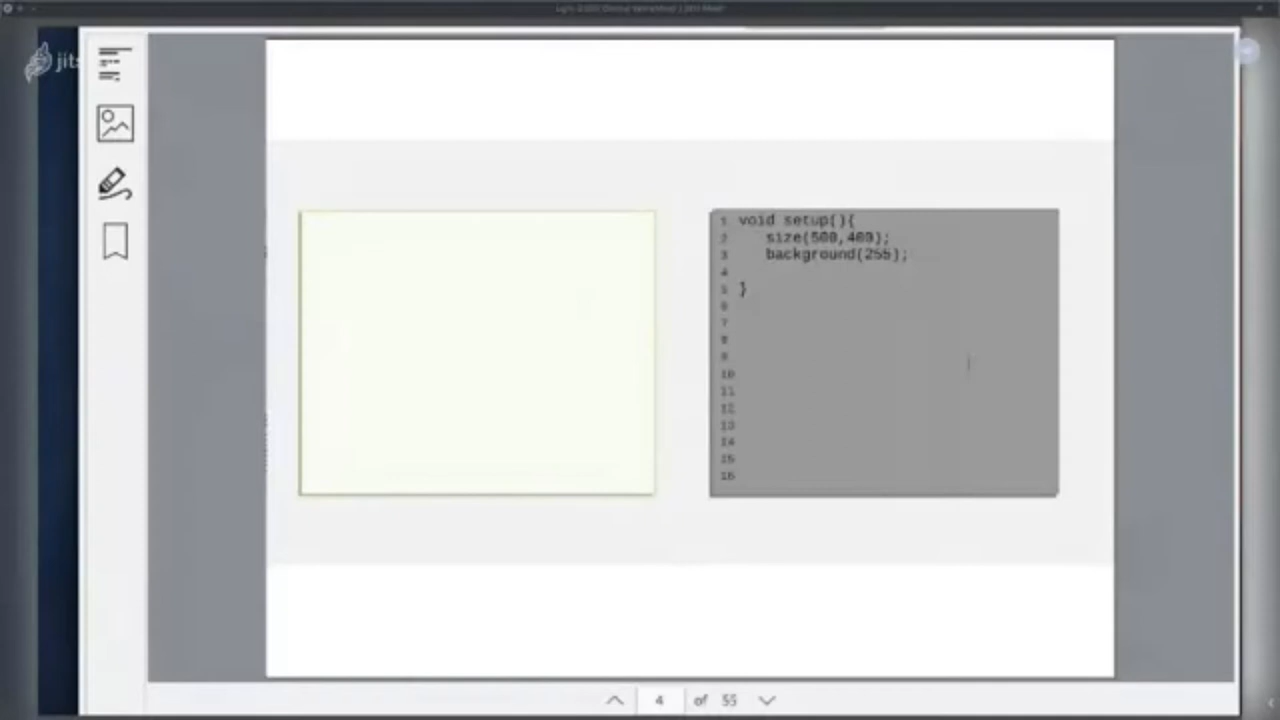 jits
1 void setup(){
2 size(500,400);
3 background(255);
4
5 }
6
7
8
9
10
11
12
13
14
15
16
4 of 55